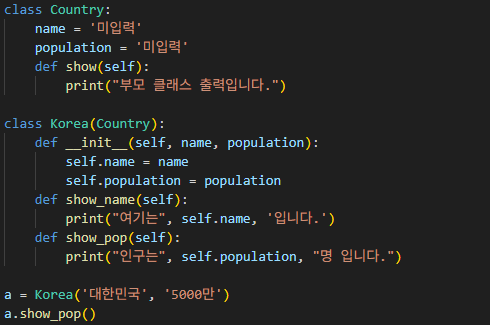 class Country:
    name = '미입력'
    population = '미입력'
    def show(self):
        print("부모 클래스 출력입니다.")

class Korea(Country):
    def __init__(self, name, population):
        self.name = name
        self.population = population
    def show_name(self):
        print("여기는", self.name, '입니다.')
    def show_pop(self):
        print("인구는", self.population, "명 입니다.")

a = Korea('대한민국', '5000만')
a.show_pop()